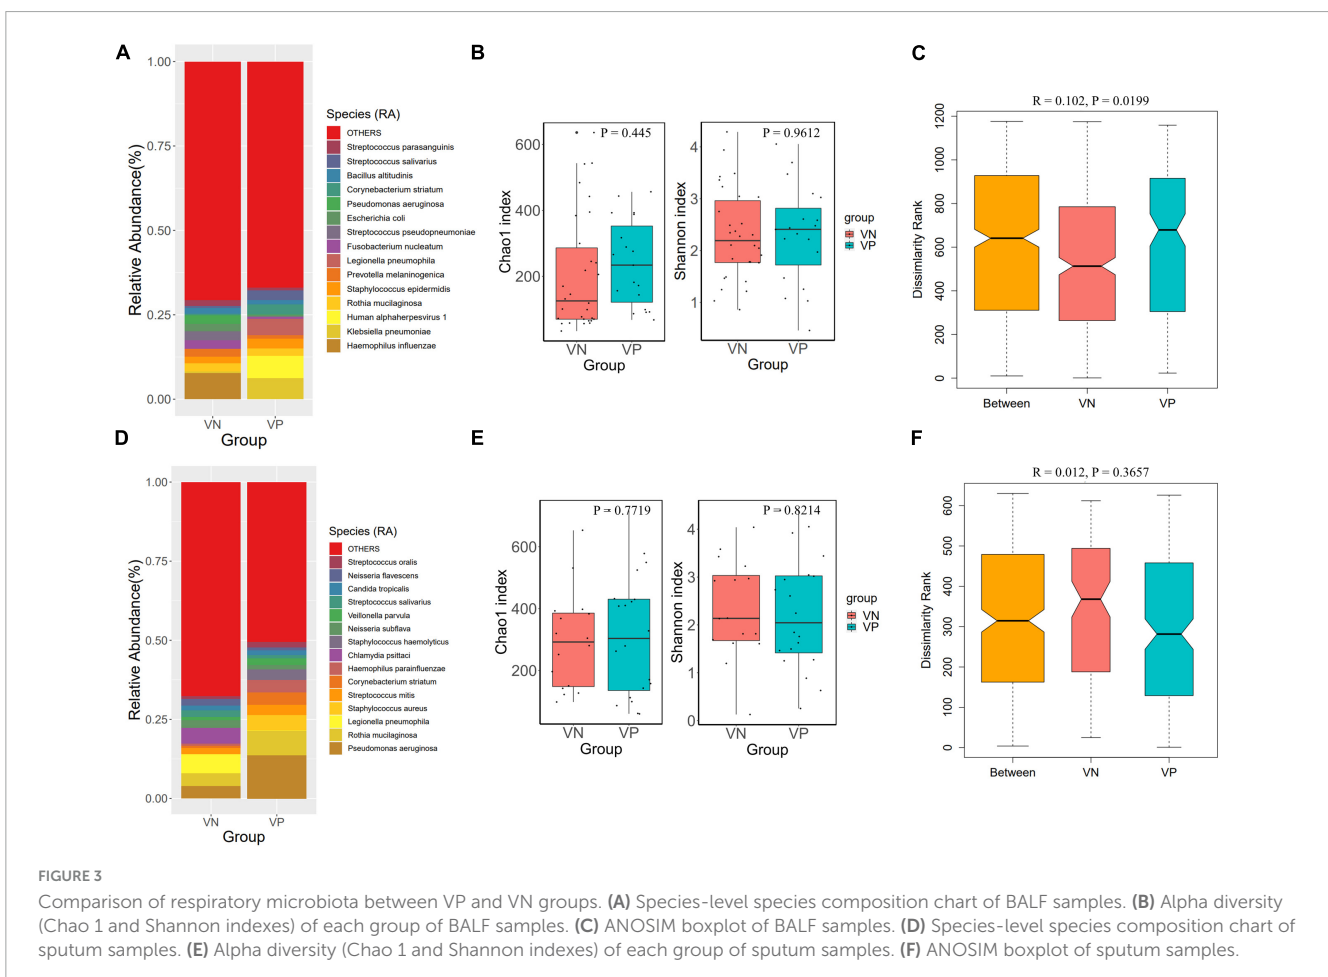 A
1.00
0.75
0.50
0.25
0.00
Relative Abundance(%)
VN
VP
Group
Species (RA)
OTHERS
Streptococcus parasanguinis
Streptococcus salivarius
Bacillus altitudinis
Corynebacterium striatum
Pseudomonas aeruginosa
Escherichia coli
Streptococcus pseudopneumoniae
Fusobacterium nucleatum
Legionella pneumophila
Prevotella melaninogenica
Staphylococcus epidermidis
Rothia mucilaginosa
Human alphaherpesvirus 1
Klebsiella pneumoniae
Haemophilus influenzae
B
P = 0.445
600
400
200
Chao1 index
VN
VP
Group
P = 0.9612
4
3
2
1
Shannon index
VN
VP
Group
group
VN
VP
C
R = 0.102, P = 0.0199
1200
1000
800
600
400
200
0
Dissimlarity Rank
Between
VN
VP
D
1.00
0.75
0.50
0.25
0.00
Relative Abundance(%)
VN
VP
Group
Species (RA)
OTHERS
Streptococcus oralis
Neisseria flavescens
Candida tropicalis
Streptococcus salivarius
Veillonella parvula
Neisseria subflava
Staphylococcus haemolyticus
Chlamydia psittaci
Haemophilus parainfluenzae
Corynebacterium striatum
Streptococcus mitis
Staphylococcus aureus
Legionella pneumophila
Rothia mucilaginosa
Pseudomonas aeruginosa
E
P = 0.7719
600
400
200
Chao1 index
VN
VP
Group
P = 0.8214
4
3
2
1
0
Shannon index
VN
VP
Group
group
VN
VP
F
R = 0.012, P = 0.3657
600
500
400
300
200
100
0
Dissimlarity Rank
Between
VN
VP
FIGURE 3
Comparison of respiratory microbiota between VP and VN groups. (A) Species-level species composition chart of BALF samples. (B) Alpha diversity
(Chao 1 and Shannon indexes) of each group of BALF samples. (C) ANOSIM boxplot of BALF samples. (D) Species-level species composition chart of
sputum samples. (E) Alpha diversity (Chao 1 and Shannon indexes) of each group of sputum samples. (F) ANOSIM boxplot of sputum samples.